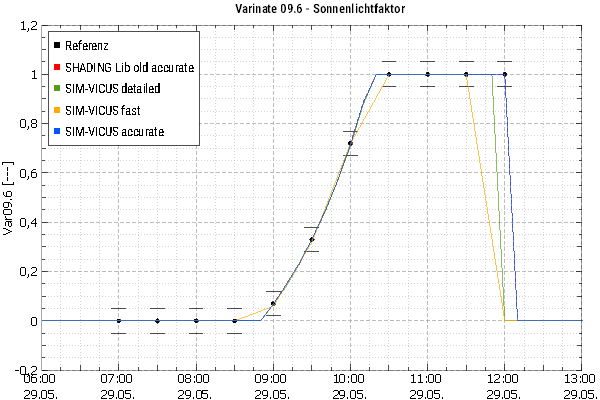 Varinate 09.6 - Sonnenlichtfaktor
Referenz
SHADING Lib old accurate
SIM-VICUS detailed
SIM-VICUS fast
SIM-VICUS accurate
Var09.6 [---]
1,2
1
0,8
0,6
0,4
0,2
0
-0,2
06:00 07:00 08:00 09:00 10:00 11:00 12:00 13:00
29.05. 29.05. 29.05. 29.05. 29.05. 29.05. 29.05. 29.05.